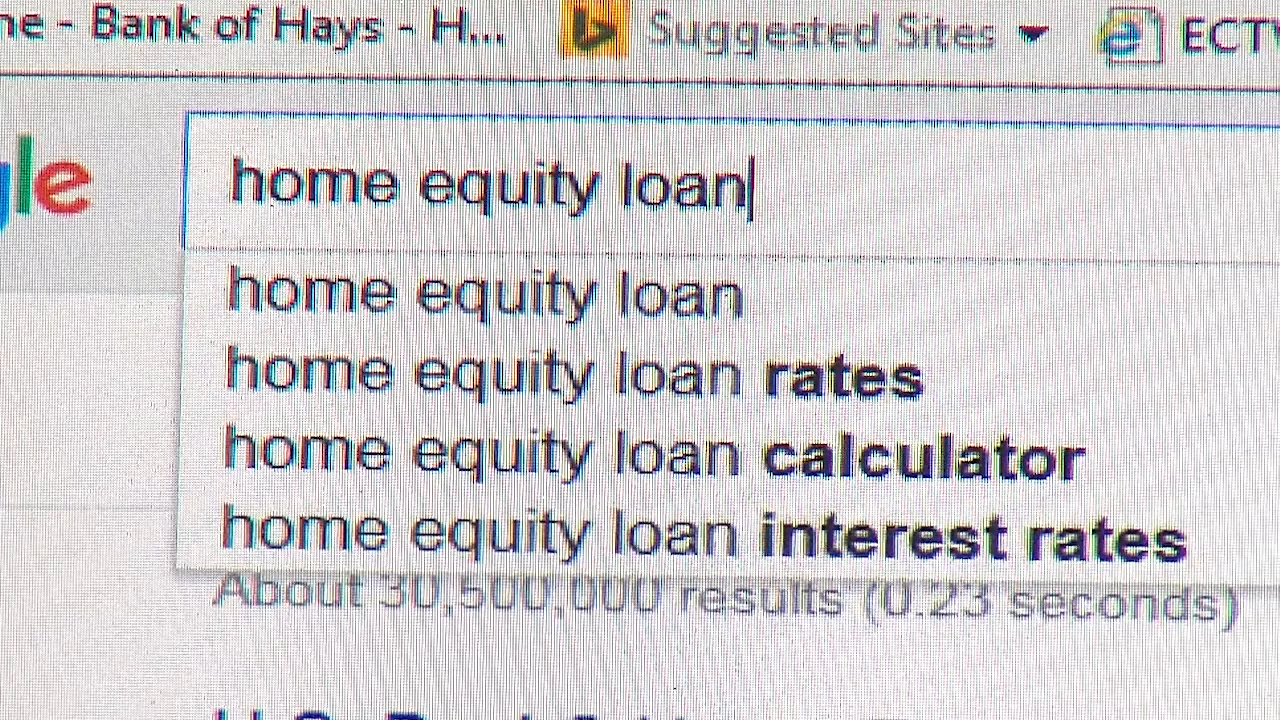 ne - Bank of Hays - H...
Suggested Sites
ECTV
gle
home equity loan
home equity loan
home equity loan rates
home equity loan calculator
home equity loan interest rates
About 30,500,000 results (0.23 seconds)